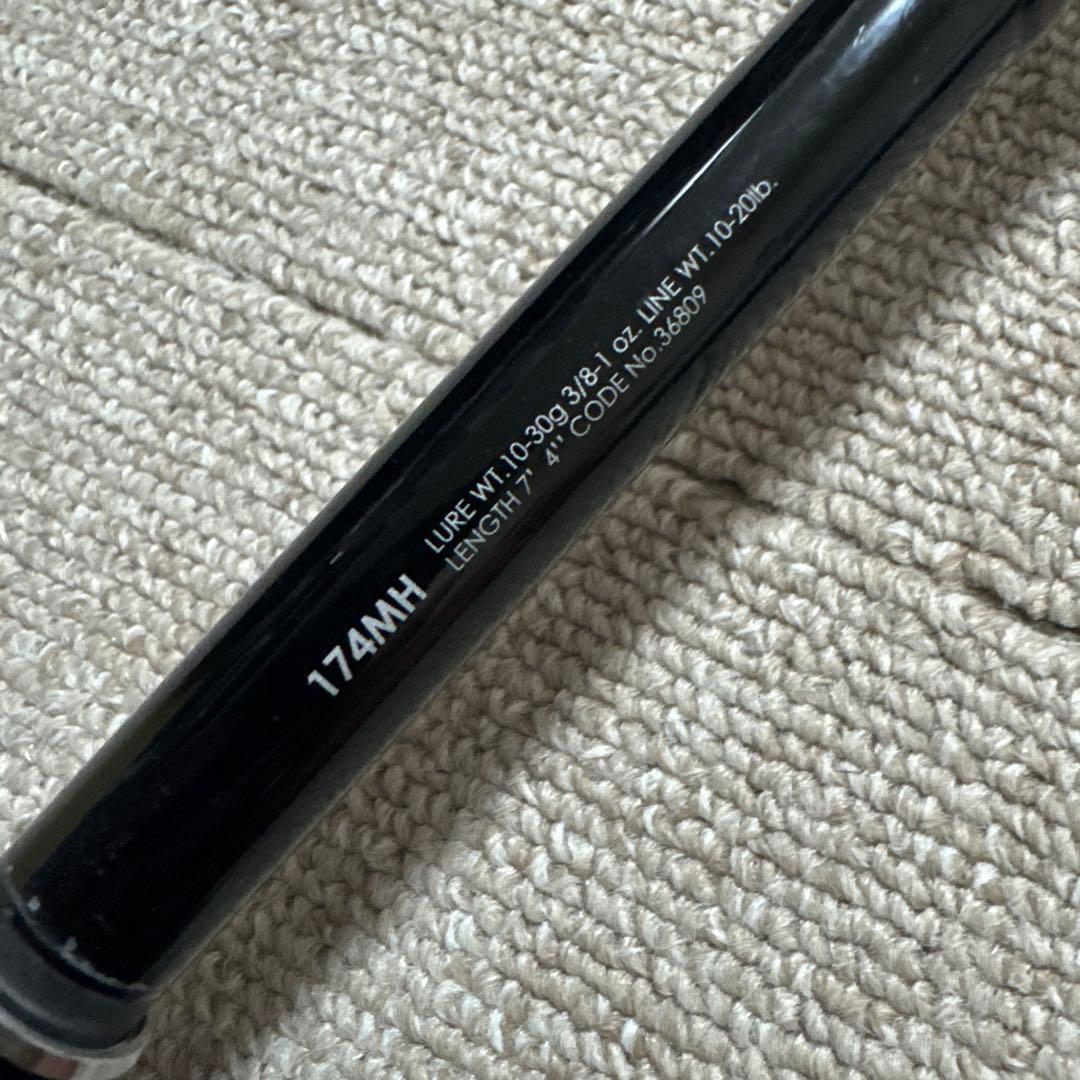 174MH
LURE WT.10-30g 3/8-1 oz. LINE WT.10-20lb.
LENGTH 7' 4" CODE No.36809